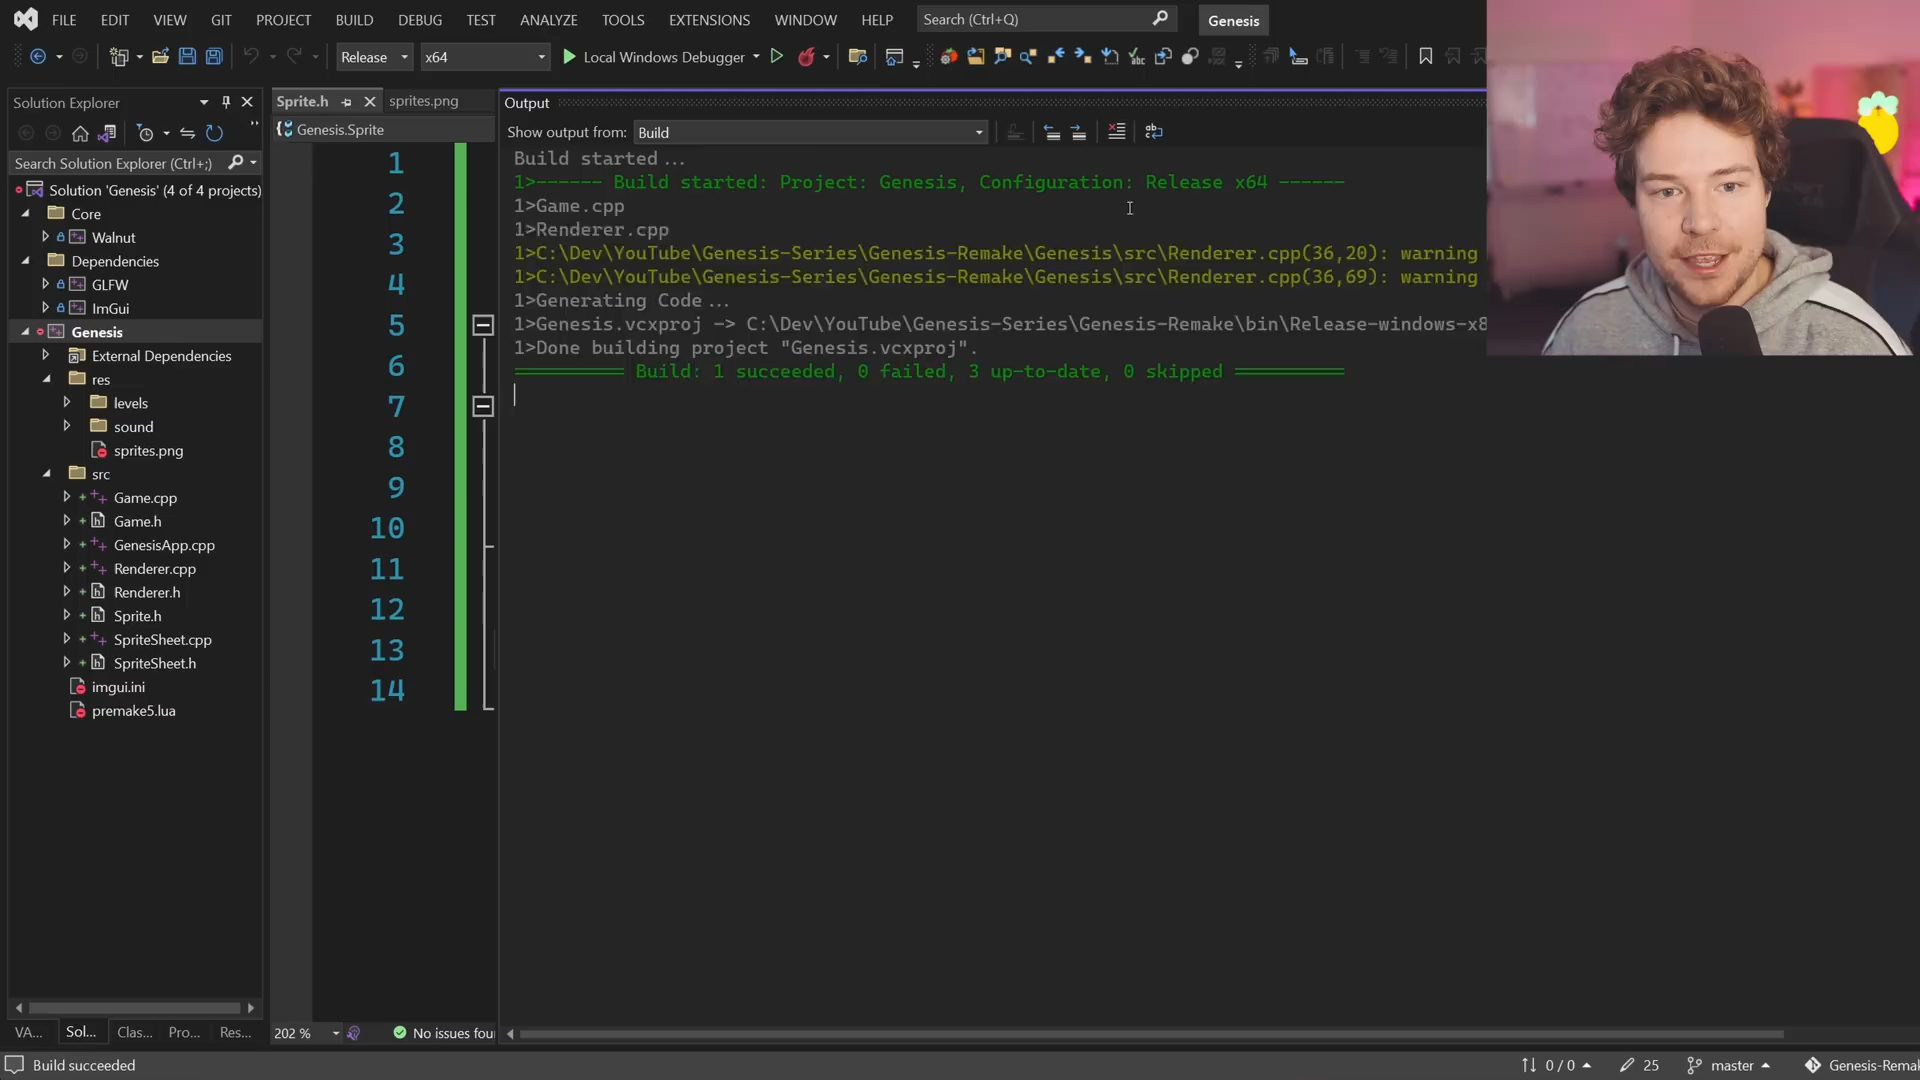 FILE EDIT VIEW GIT PROJECT BUILD DEBUG TEST ANALYZE TOOLS EXTENSIONS WINDOW HELP Search (Ctrl+Q) Genesis
Release x64 Local Windows Debugger
Solution Explorer
Search Solution Explorer (Ctrl+;)
Solution 'Genesis' (4 of 4 projects)
Core
Walnut
Dependencies
GLFW
ImGui
Genesis
External Dependencies
res
levels
sound
sprites.png
src
Game.cpp
Game.h
GenesisApp.cpp
Renderer.cpp
Renderer.h
Sprite.h
SpriteSheet.cpp
SpriteSheet.h
imgui.ini
premake5.lua
VA... Sol... Clas... Pro... Res...
Sprite.h sprites.png
Genesis.Sprite
1
2
3
4
5
6
7
8
9
10
11
12
13
14
202 % No issues fou
Output
Show output from: Build
Build started...
1>------ Build started: Project: Genesis, Configuration: Release x64 ------
1>Game.cpp
1>Renderer.cpp
1>C:\Dev\YouTube\Genesis-Series\Genesis-Remake\Genesis\src\Renderer.cpp(36,20): warning
1>C:\Dev\YouTube\Genesis-Series\Genesis-Remake\Genesis\src\Renderer.cpp(36,69): warning
1>Generating Code...
1>Genesis.vcxproj -> C:\Dev\YouTube\Genesis-Series\Genesis-Remake\bin\Release-windows-x8
1>Done building project "Genesis.vcxproj".
========== Build: 1 succeeded, 0 failed, 3 up-to-date, 0 skipped ==========
Build succeeded 0 / 0 25 master Genesis-Rema